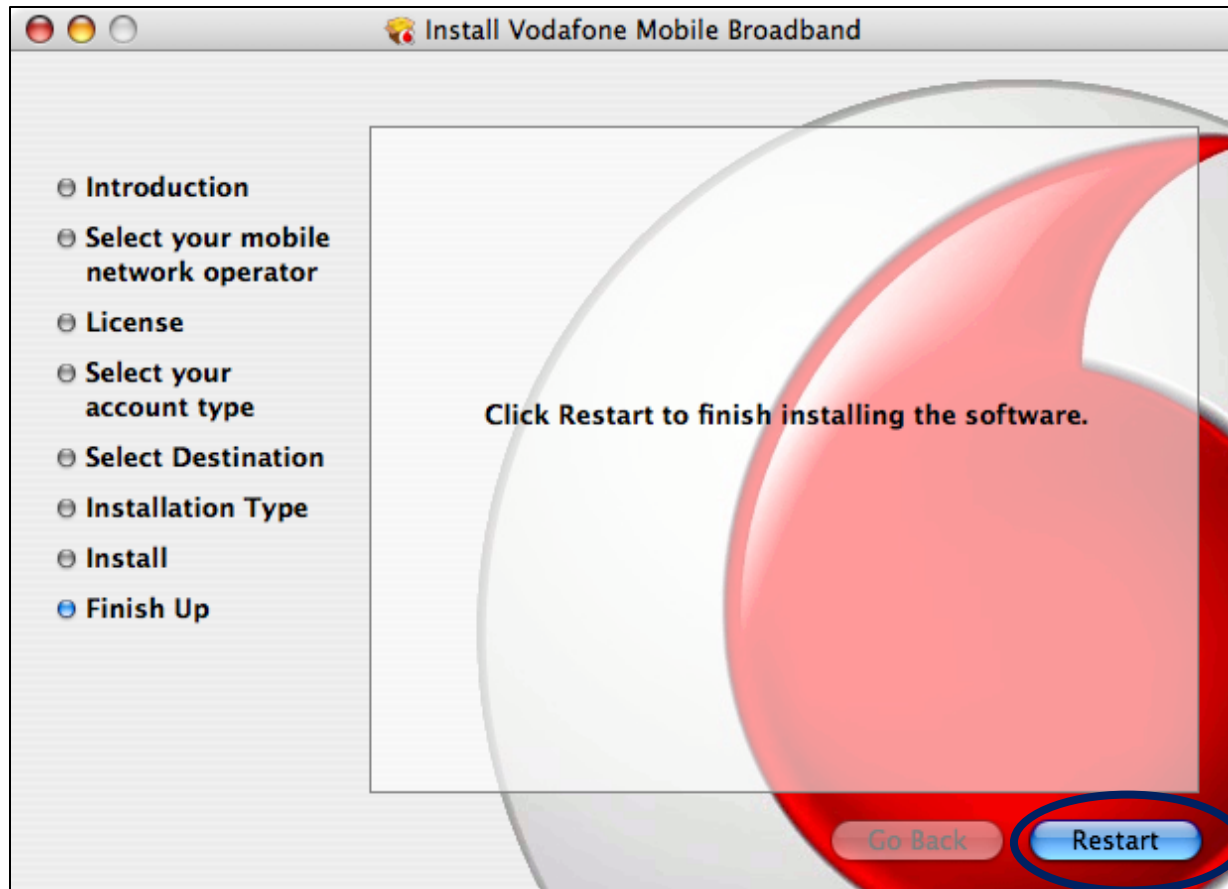 Install Vodafone Mobile Broadband
Introduction
Select your mobile
network operator
License
Select your
account type
Select Destination
Installation Type
Install
Finish Up
Click Restart to finish installing the software.
Go Back
Restart